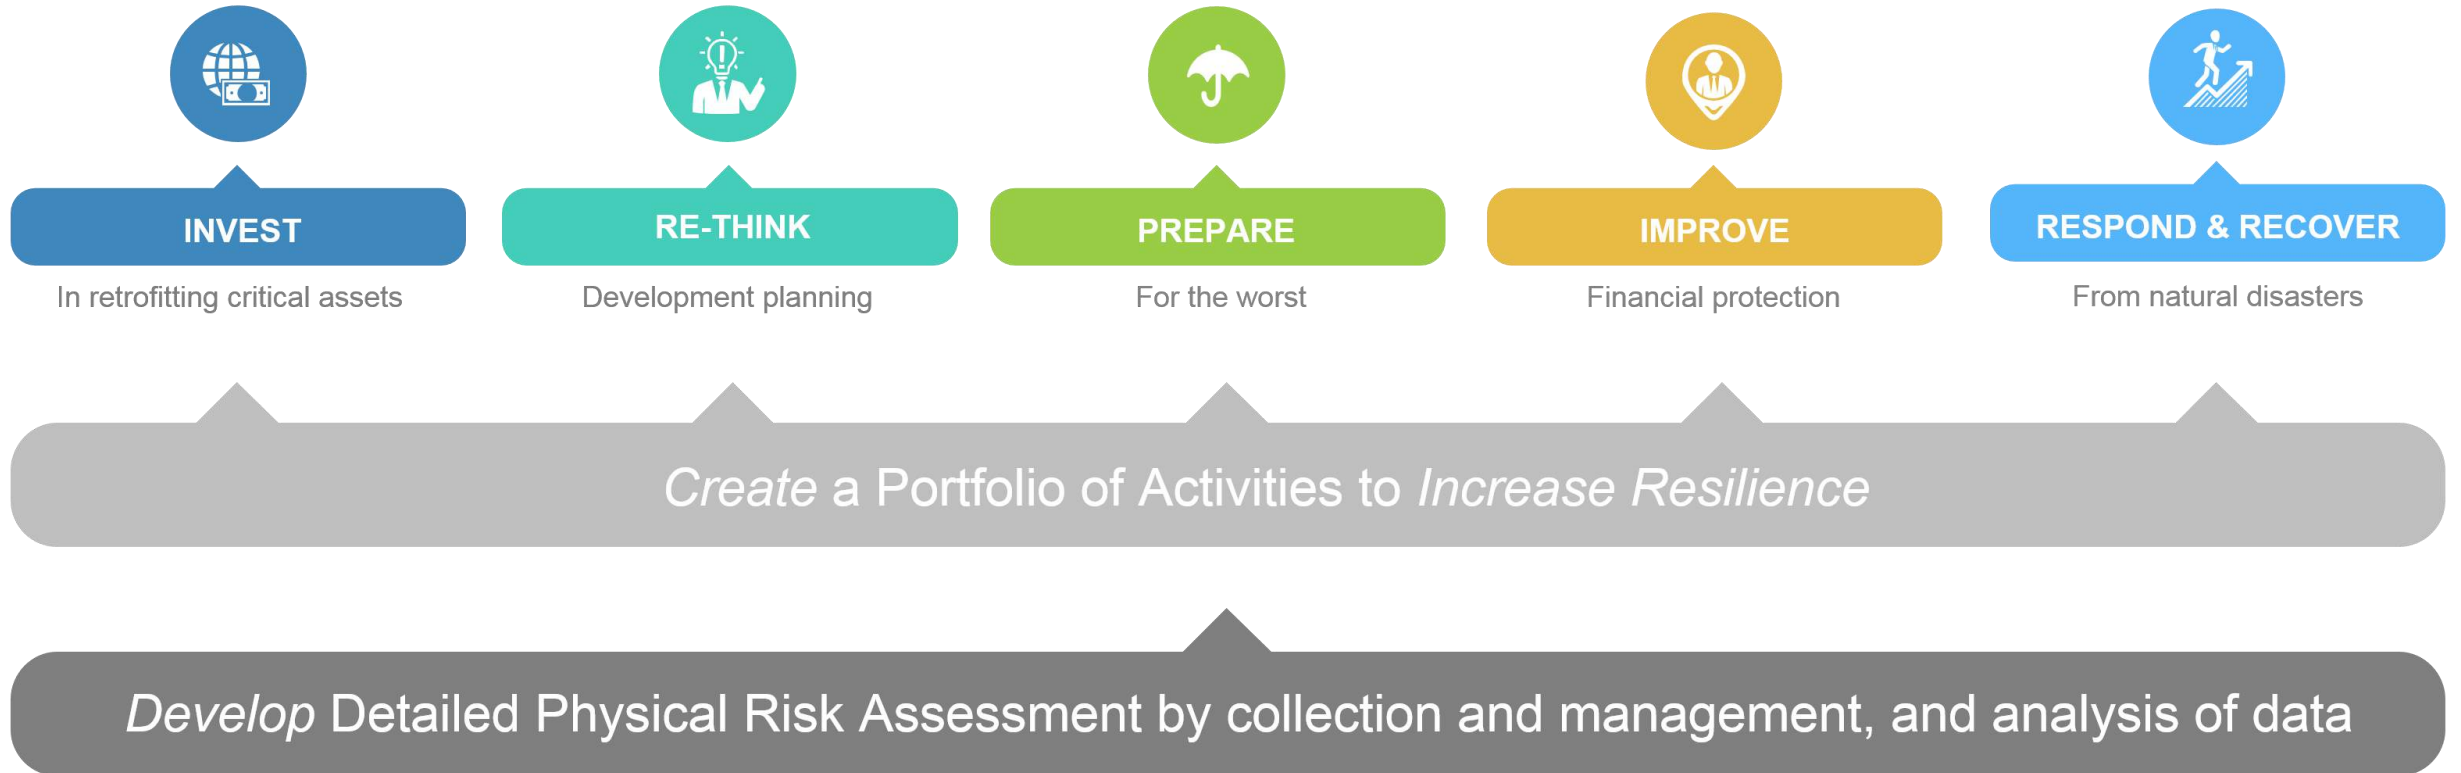 INVEST
RE-THINK
PREPARE
IMPROVE
RESPOND & RECOVER
In retrofitting critical assets
Development planning
For the worst
Financial protection
From natural disasters
Create a Portfolio of Activities to Increase Resilience
Develop Detailed Physical Risk Assessment by collection and management, and analysis of data